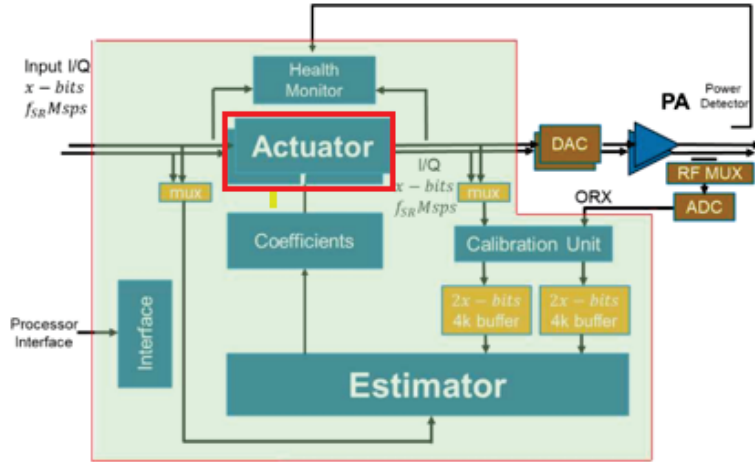 Input I/Q
x − bits
f_SR Msps
Health
Monitor
Power
Detector
PA
Actuator
DAC
I/Q
x − bits
f_SR Msps
mux
mux
RF MUX
ORX
ADC
Coefficients
Calibration Unit
2x − bits
4k buffer
2x − bits
4k buffer
Processor
Interface
Interface
Estimator